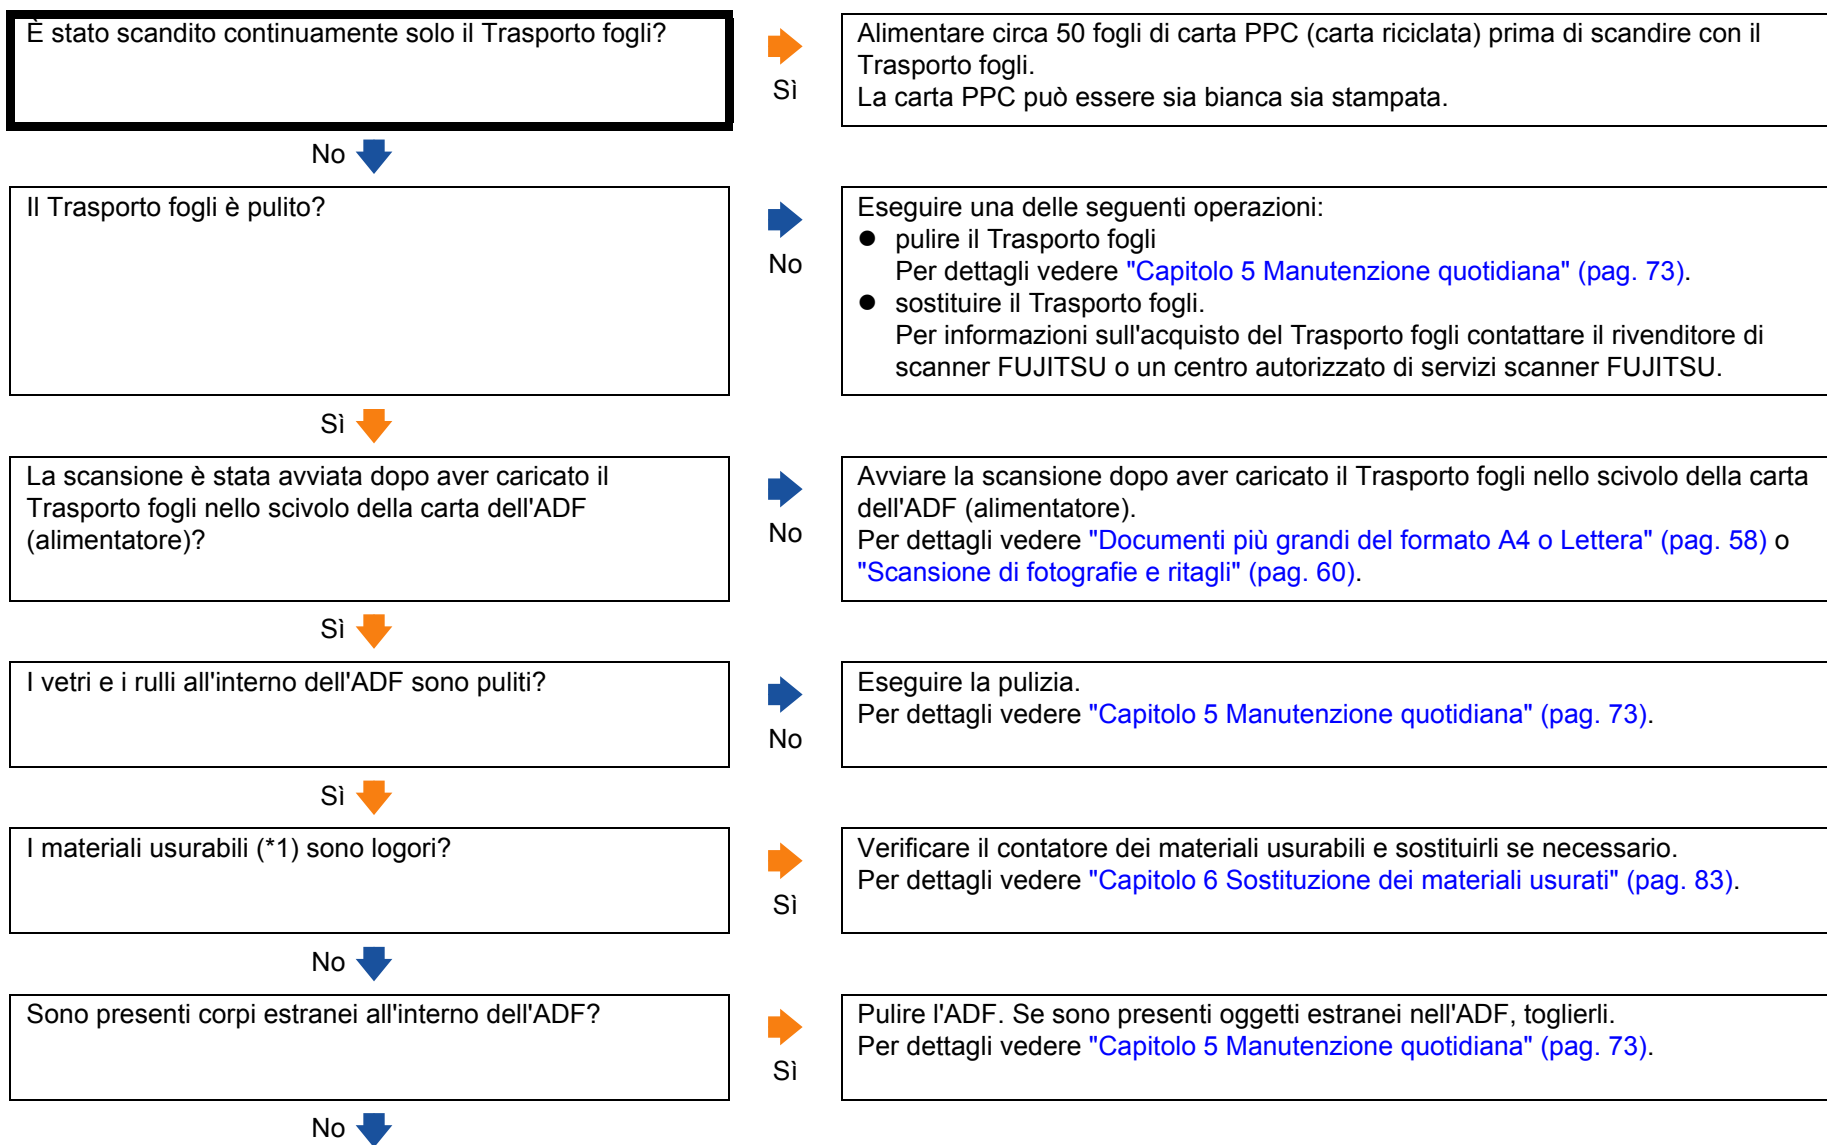 È stato scandito continuamente solo il Trasporto fogli?
Sì
Alimentare circa 50 fogli di carta PPC (carta riciclata) prima di scandire con il
Trasporto fogli.
La carta PPC può essere sia bianca sia stampata.
No
Il Trasporto fogli è pulito?
No
Eseguire una delle seguenti operazioni:
● pulire il Trasporto fogli
Per dettagli vedere "Capitolo 5 Manutenzione quotidiana" (pag. 73).
● sostituire il Trasporto fogli.
Per informazioni sull'acquisto del Trasporto fogli contattare il rivenditore di
scanner FUJITSU o un centro autorizzato di servizi scanner FUJITSU.
Sì
La scansione è stata avviata dopo aver caricato il
Trasporto fogli nello scivolo della carta dell'ADF
(alimentatore)?
No
Avviare la scansione dopo aver caricato il Trasporto fogli nello scivolo della carta
dell'ADF (alimentatore).
Per dettagli vedere "Documenti più grandi del formato A4 o Lettera" (pag. 58) o
"Scansione di fotografie e ritagli" (pag. 60).
Sì
I vetri e i rulli all'interno dell'ADF sono puliti?
No
Eseguire la pulizia.
Per dettagli vedere "Capitolo 5 Manutenzione quotidiana" (pag. 73).
Sì
I materiali usurabili (*1) sono logori?
Sì
Verificare il contatore dei materiali usurabili e sostituirli se necessario.
Per dettagli vedere "Capitolo 6 Sostituzione dei materiali usurati" (pag. 83).
No
Sono presenti corpi estranei all'interno dell'ADF?
Sì
Pulire l'ADF. Se sono presenti oggetti estranei nell'ADF, toglierli.
Per dettagli vedere "Capitolo 5 Manutenzione quotidiana" (pag. 73).
No